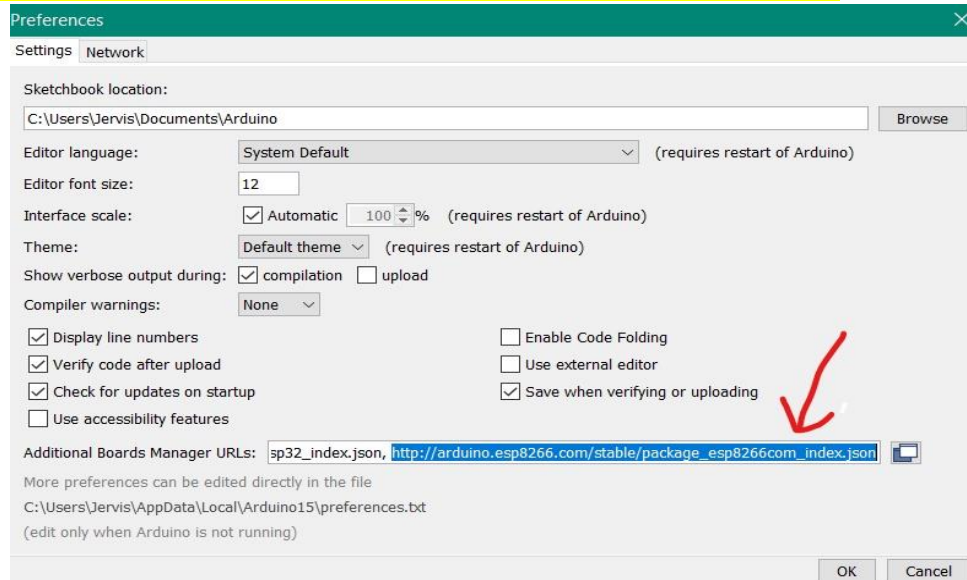 Preferences
Settings Network
Sketchbook location:
C:\Users\Jervis\Documents\Arduino Browse
Editor language: System Default (requires restart of Arduino)
Editor font size: 12
Interface scale: Automatic 100 % (requires restart of Arduino)
Theme: Default theme (requires restart of Arduino)
Show verbose output during: compilation upload
Compiler warnings: None
Display line numbers Enable Code Folding
Verify code after upload Use external editor
Check for updates on startup Save when verifying or uploading
Use accessibility features
Additional Boards Manager URLs: sp32_index.json, http://arduino.esp8266.com/stable/package_esp8266com_index.json
More preferences can be edited directly in the file
C:\Users\Jervis\AppData\Local\Arduino15\preferences.txt
(edit only when Arduino is not running)
OK Cancel